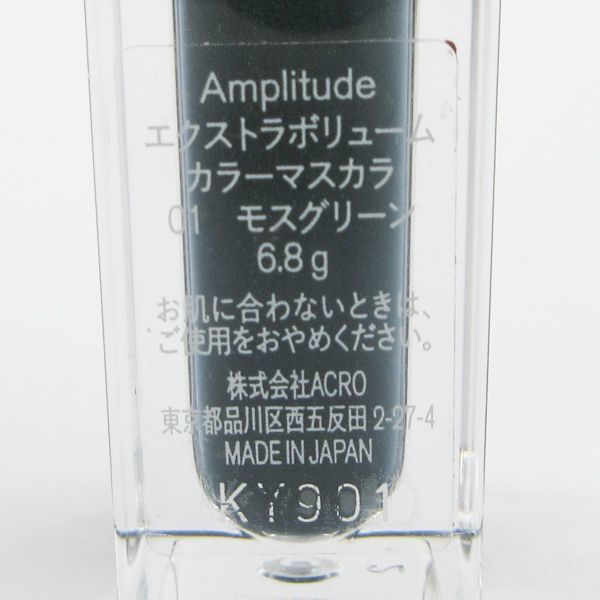 Amplitude
エクストラボリューム
カラーマスカラ
01 モスグリーン
6.8g
お肌に合わないときは、
ご使用をおやめください。
株式会社ACRO
東京都品川区西五反田2-27-4
MADE IN JAPAN
KY901